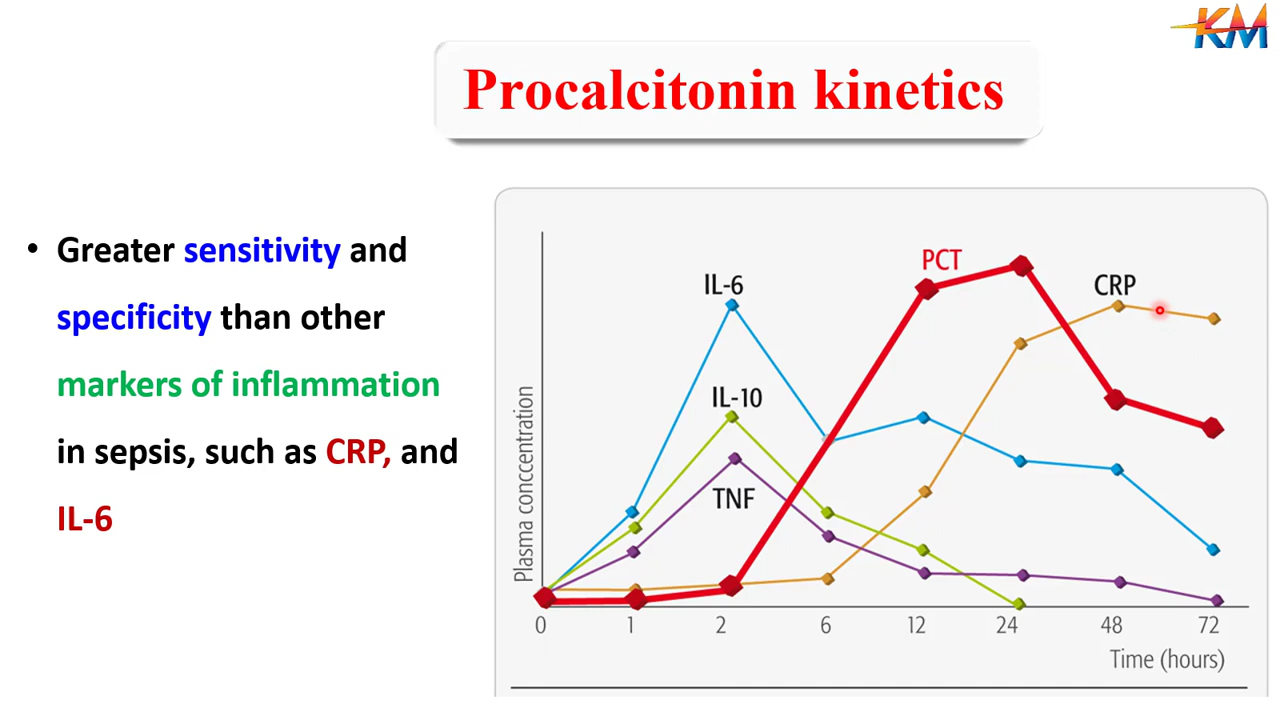 KM
Procalcitonin kinetics
• Greater sensitivity and
specificity than other
markers of inflammation
in sepsis, such as CRP, and
IL-6
PCT
IL-6
CRP
IL-10
TNF
Plasma conccentration
0 1 2 6 12 24 48 72
Time (hours)